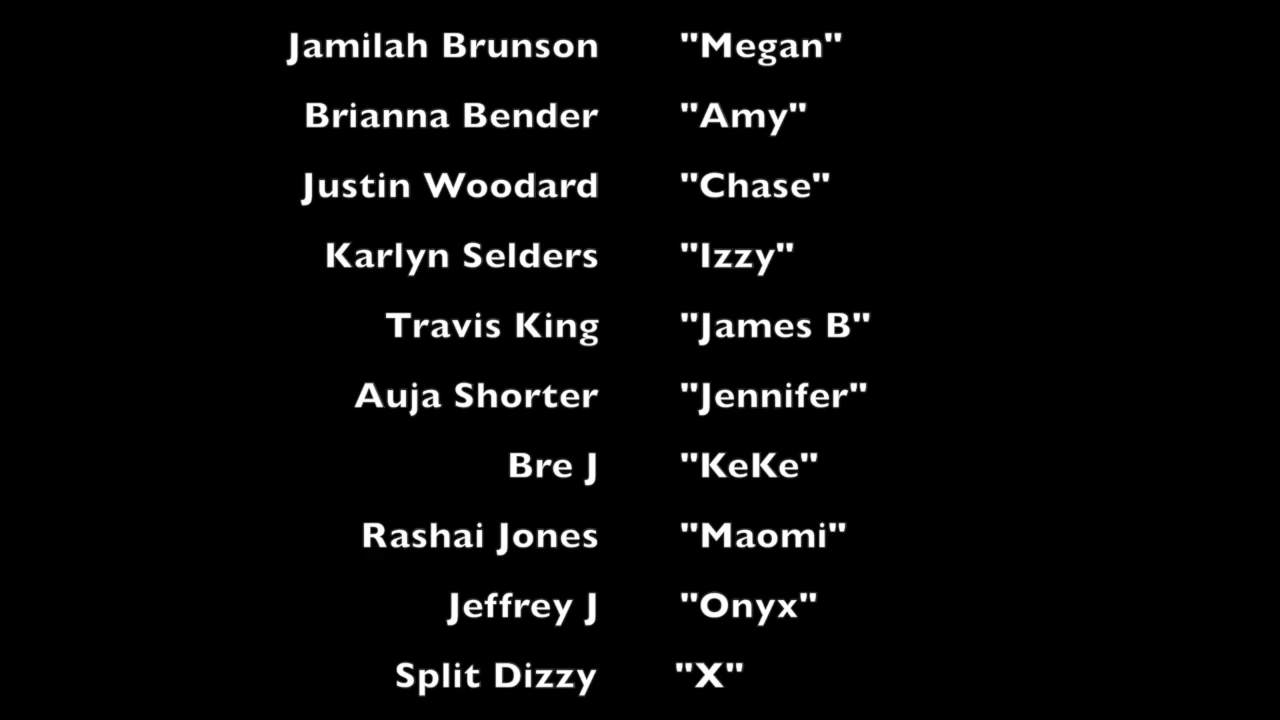 Jamilah Brunson "Megan"
Brianna Bender "Amy"
Justin Woodard "Chase"
Karlyn Selders "Izzy"
Travis King "James B"
Auja Shorter "Jennifer"
Bre J "KeKe"
Rashai Jones "Maomi"
Jeffrey J "Onyx"
Split Dizzy "X"